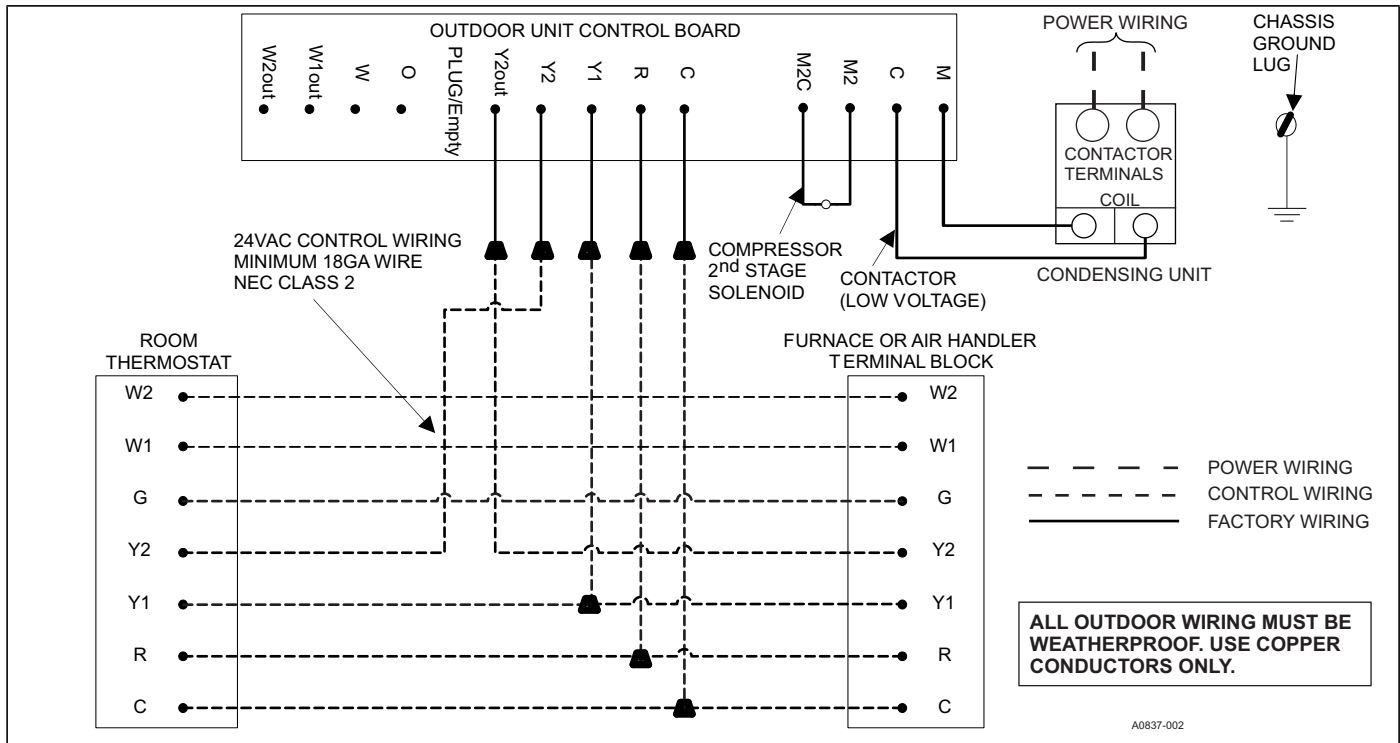 OUTDOOR UNIT CONTROL BOARD
W2out
W1out
W
O
PLUG/Empty
Y2out
Y2
Y1
R
C
M2C
M2
C
M
POWER WIRING
CHASSIS
GROUND
LUG
CONTACTOR
TERMINALS
COIL
CONDENSING UNIT
24VAC CONTROL WIRING
MINIMUM 18GA WIRE
NEC CLASS 2
COMPRESSOR
2nd STAGE
SOLENOID
CONTACTOR
(LOW VOLTAGE)
ROOM
THERMOSTAT
W2
W1
G
Y2
Y1
R
C
FURNACE OR AIR HANDLER
TERMINAL BLOCK
W2
W1
G
Y2
Y1
R
C
POWER WIRING
CONTROL WIRING
FACTORY WIRING
ALL OUTDOOR WIRING MUST BE
WEATHERPROOF. USE COPPER
CONDUCTORS ONLY.
A0837-002